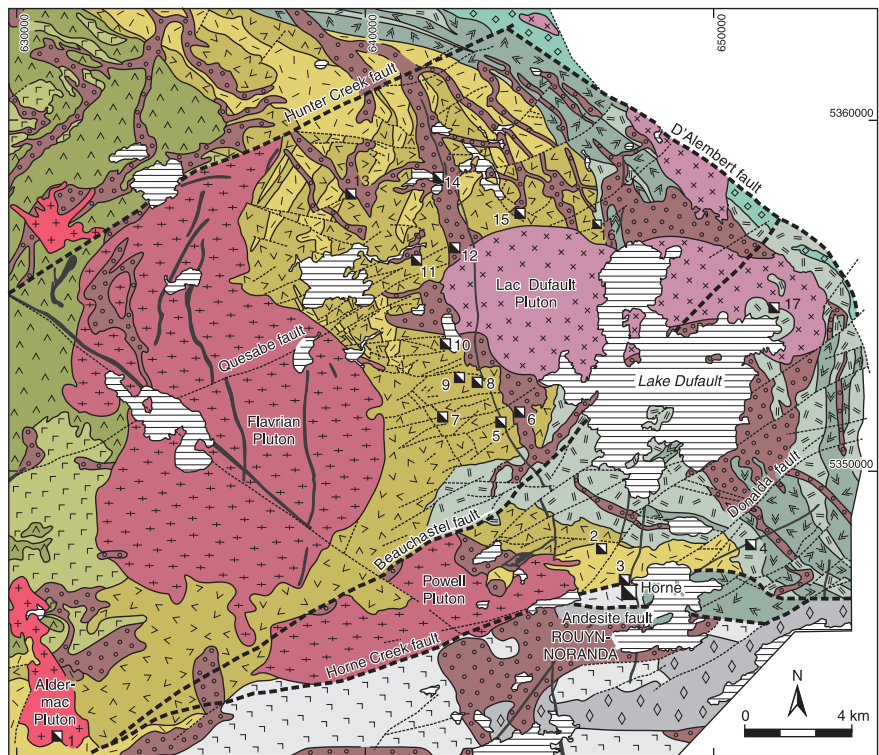 630000
640000
650000
Hunter Creek fault
5360000
D'Alembert fault
13
14
15
16
12
11
Lac Dufault
Pluton
17
Quesabe fault
10
Lake Dufault
9
8
Flavrian
Pluton
7
5
6
5350000
Donalda fault
Beauchastel fault
2
4
3
Horne
Powell
Pluton
Andesite fault
ROUYN-
NORANDA
Horne Creek fault
Alder-
mac
Pluton
N
0
4 km